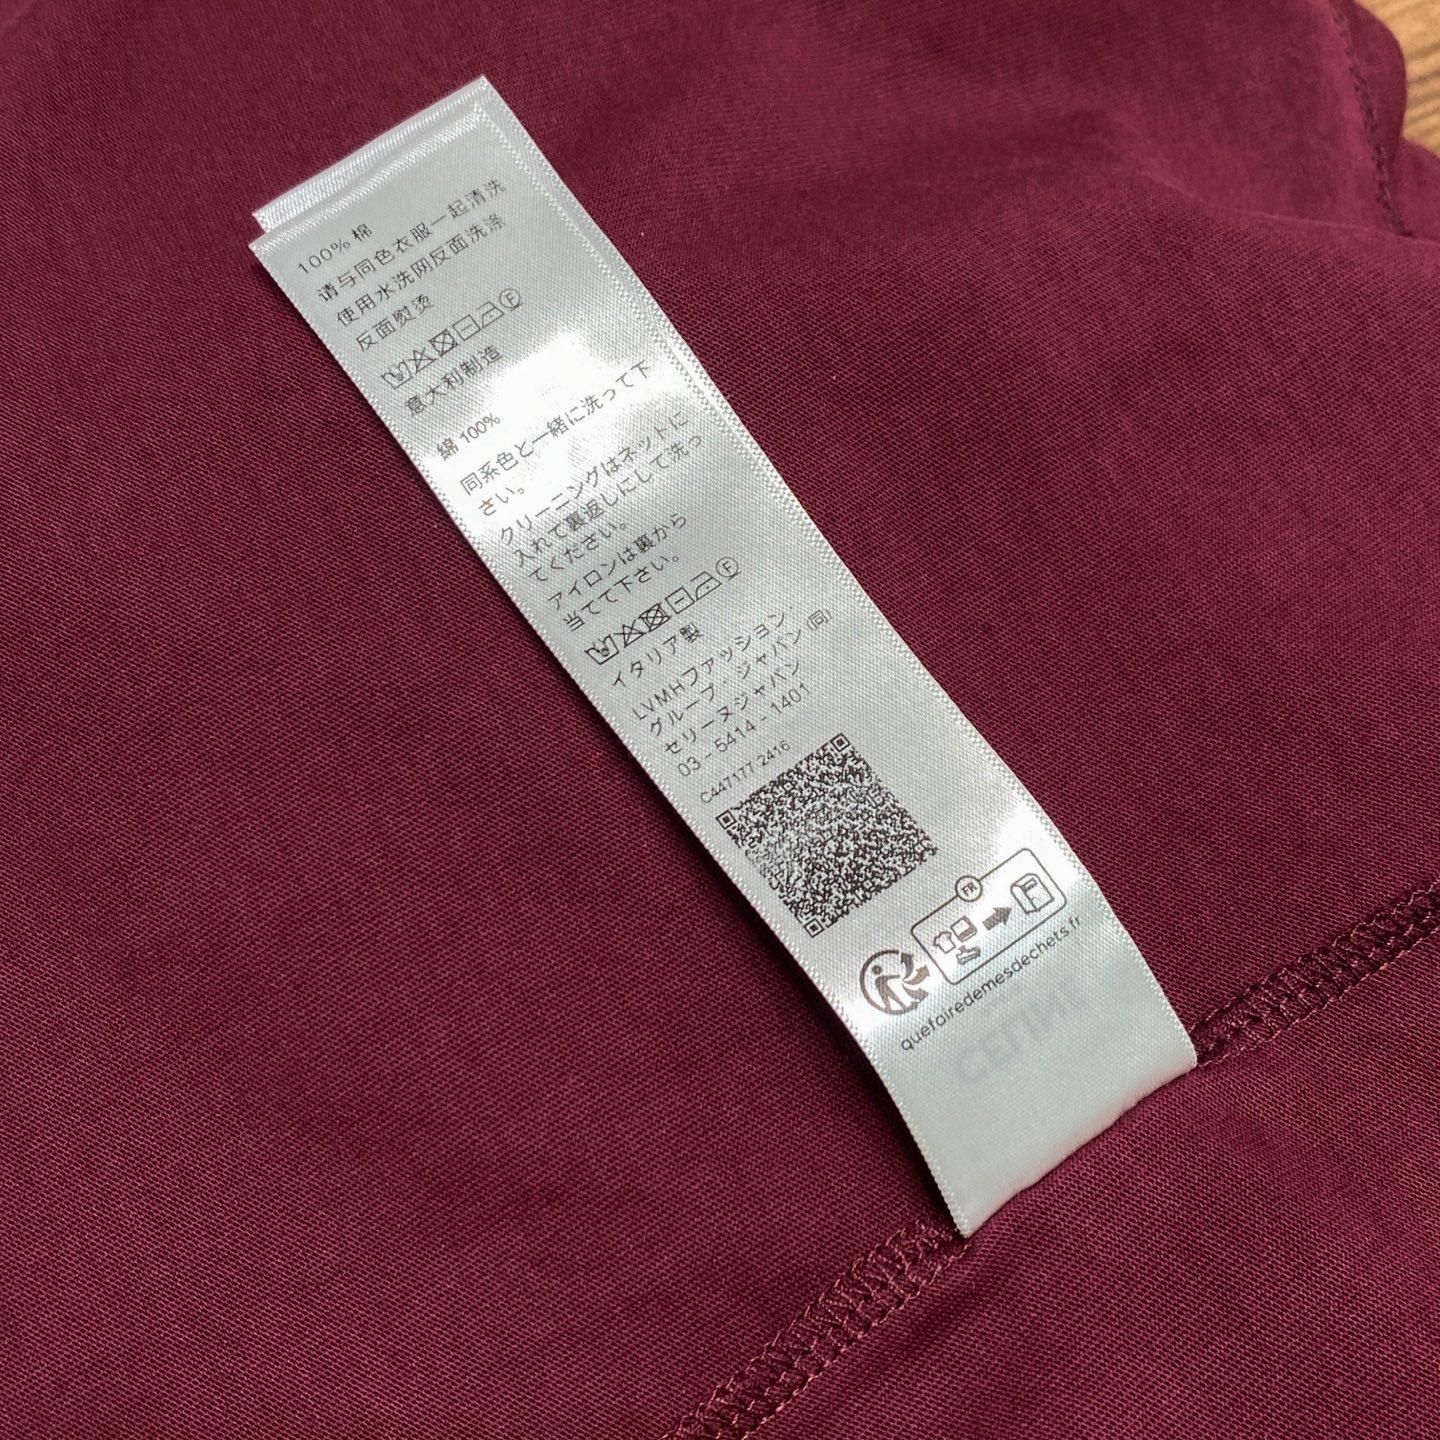 100% 棉
请与同色衣服一起清洗
使用水洗网反面洗涤
反面熨烫
F
意大利制造
綿 100%
同系色と一緒に洗って下
さい。
クリーニングはネットに
入れて裏返しにして洗っ
てください。
アイロンは裏から
当てて下さい。
F
イタリア製
LVMHファッション・
グループ・ジャパン(同)
セリーヌジャパン
03 - 5414 - 1401
C447177 2416
FR
quefairedemesdechets.fr